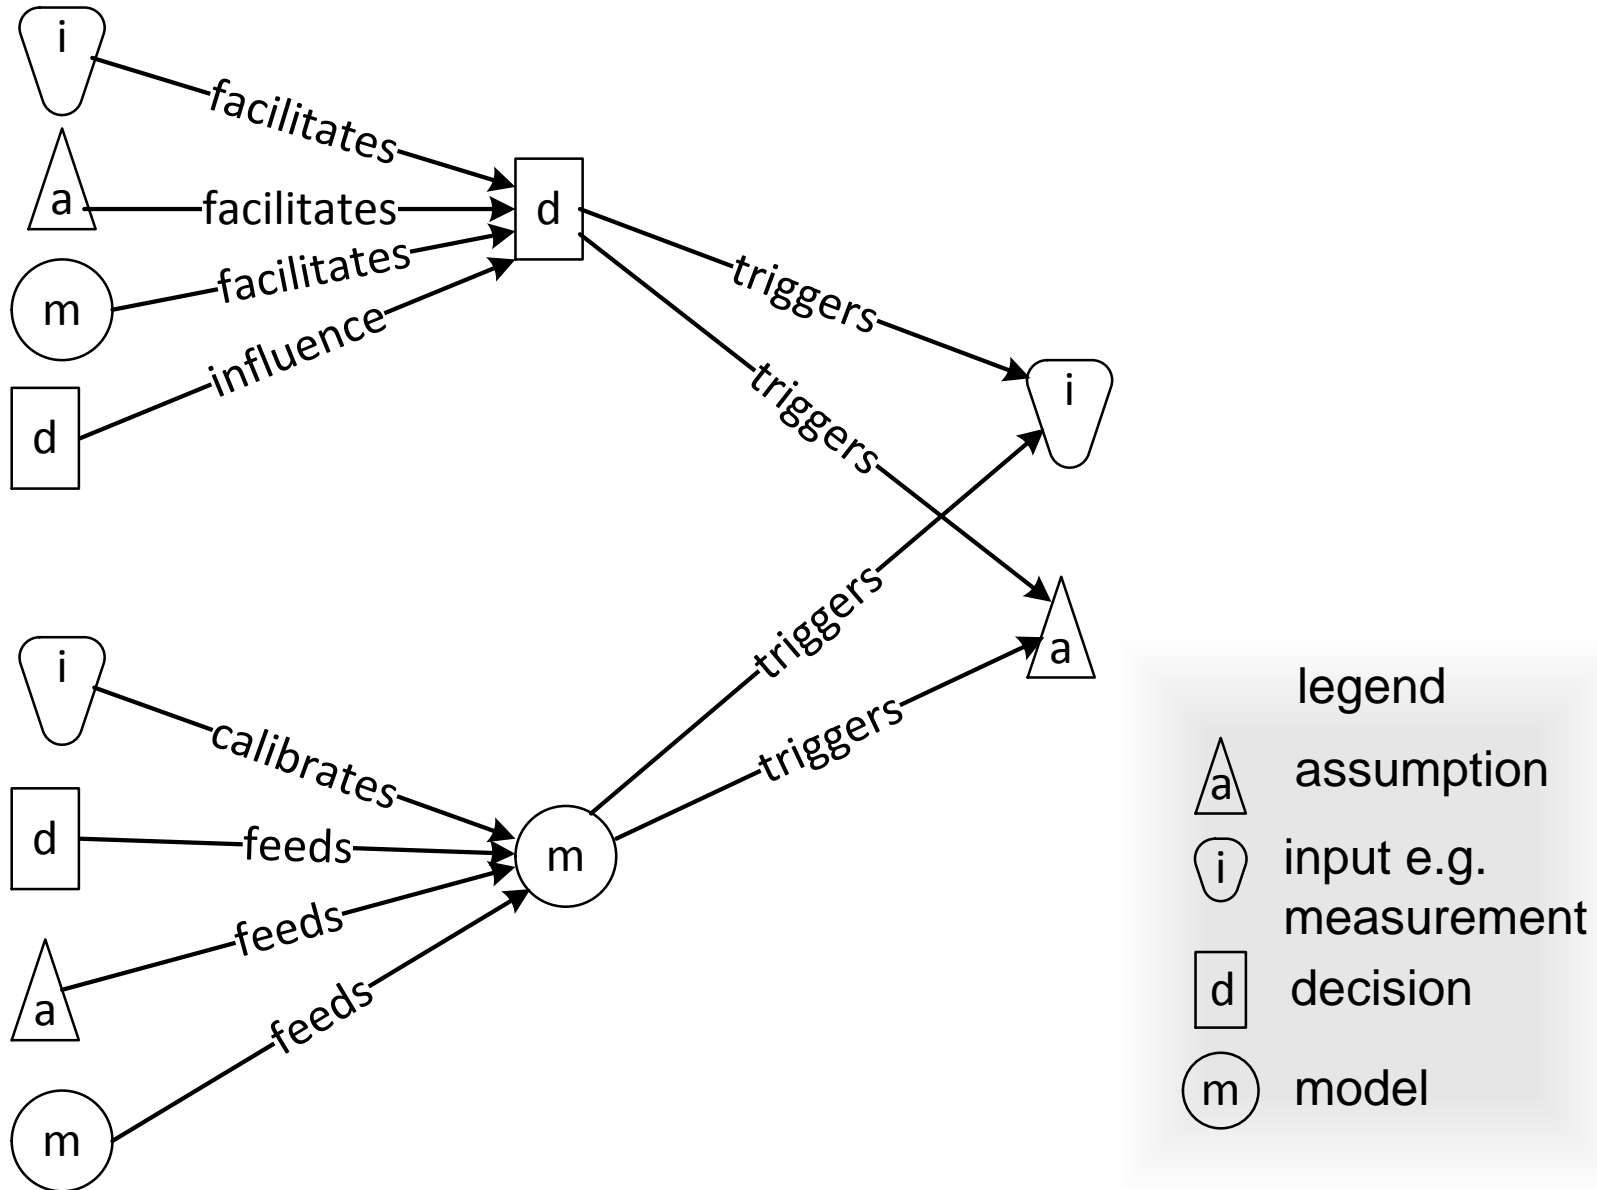 i
facilitates
a
facilitates
d
facilitates
m
influence
d
triggers
triggers
i
triggers
a
triggers
i
calibrates
d
feeds
m
a
feeds
feeds
m
legend
a assumption
i input e.g.
measurement
d decision
m model